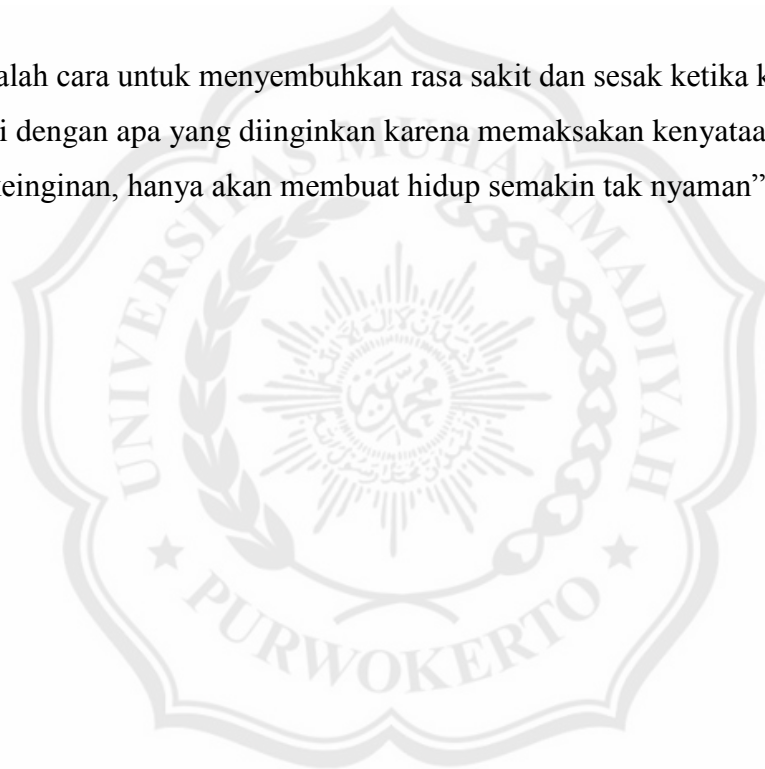 alah cara untuk menyembuhkan rasa sakit dan sesak ketika k
i dengan apa yang diinginkan karena memaksakan kenyataa
keinginan, hanya akan membuat hidup semakin tak nyaman”
UNIVERSITAS MUHAMMADIYAH
PURWOKERTO